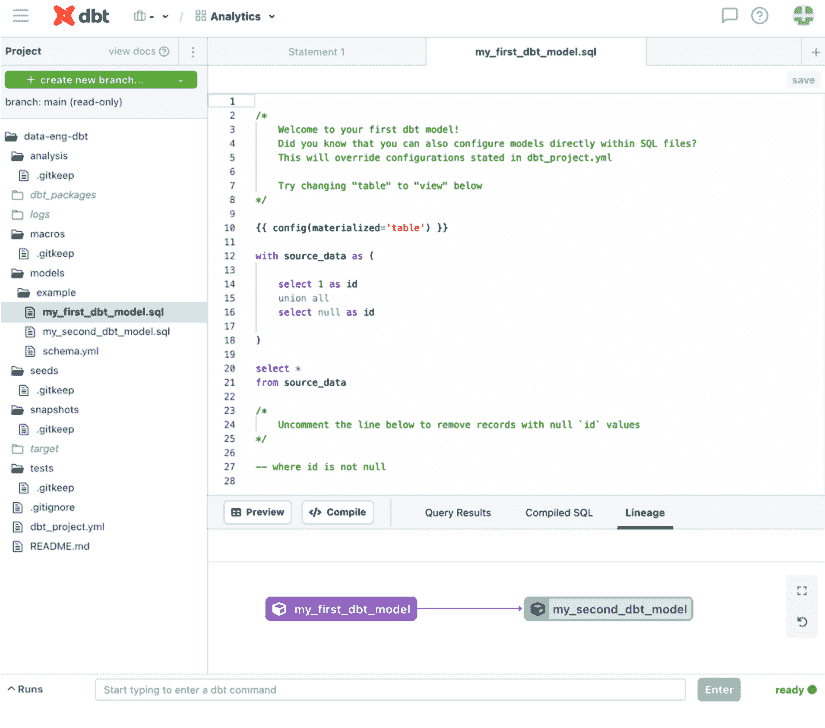 dbt
-
/
Analytics
Project
view docs
+ create new branch...
branch: main (read-only)
data-eng-dbt
analysis
.gitkeep
dbt_packages
logs
macros
.gitkeep
models
example
my_first_dbt_model.sql
my_second_dbt_model.sql
schema.yml
seeds
.gitkeep
snapshots
.gitkeep
target
tests
.gitkeep
.gitignore
dbt_project.yml
README.md
Statement 1
my_first_dbt_model.sql
+
save
1
2 /*
3 Welcome to your first dbt model!
4 Did you know that you can also configure models directly within SQL files?
5 This will override configurations stated in dbt_project.yml
6
7 Try changing "table" to "view" below
8 */
9
10 {{ config(materialized='table') }}
11
12 with source_data as (
13
14 select 1 as id
15 union all
16 select null as id
17
18 )
19
20 select *
21 from source_data
22
23 /*
24 Uncomment the line below to remove records with null `id` values
25 */
26
27 -- where id is not null
28
Preview
</> Compile
Query Results
Compiled SQL
Lineage
my_first_dbt_model
my_second_dbt_model
Runs
Start typing to enter a dbt command
Enter
ready